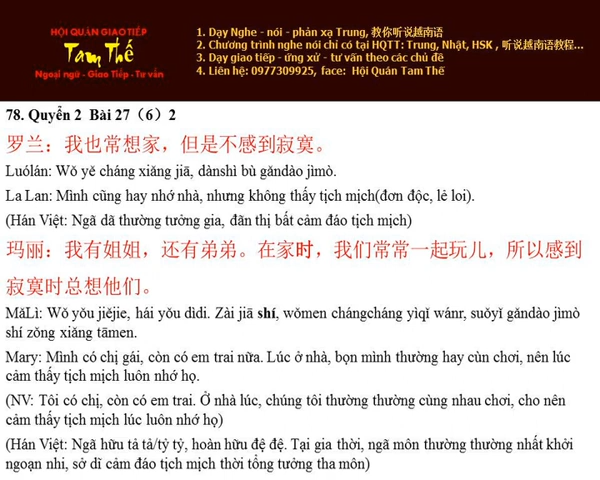 HỘI QUÁN GIAO TIẾP
Tam Thế
Ngoại ngữ - Giao Tiếp - Tư vấn
1. Dạy Nghe - nói - phản xạ Trung, 教你听说越南语
2. Chương trình nghe nói chỉ có tại HQTT: Trung, Nhật, HSK , 听说越南语教程...
3. Dạy giao tiếp - ứng xử - tư vấn theo các chủ đề
4. Liên hệ: 0977309925, face: Hội Quán Tam Thế
78. Quyển 2 Bài 27（6）2
罗兰：我也常想家，但是不感到寂寞。
Luólán: Wǒ yě cháng xiǎng jiā, dànshì bù gǎndào jìmò.
La Lan: Mình cũng hay nhớ nhà, nhưng không thấy tịch mịch(đơn độc, lẻ loi).
(Hán Việt: Ngã dã thường tưởng gia, đãn thị bất cảm đáo tịch mịch)
玛丽：我有姐姐，还有弟弟。在家时，我们常常一起玩儿，所以感到
寂寞时总想他们。
MǎLì: Wǒ yǒu jiějie, hái yǒu dìdi. Zài jiā shí, wǒmen chángcháng yìqǐ wánr, suǒyǐ gǎndào jìmò
shí zǒng xiǎng tāmen.
Mary: Mình có chị gái, còn có em trai nữa. Lúc ở nhà, bọn mình thường hay cùn chơi, nên lúc
cảm thấy tịch mịch luôn nhớ họ.
(NV: Tôi có chị, còn có em trai. Ở nhà lúc, chúng tôi thường thường cùng nhau chơi, cho nên
cảm thấy tịch mịch lúc luôn nhớ họ)
(Hán Việt: Ngã hữu tả tả/tỷ tỷ, hoàn hữu đệ đệ. Tại gia thời, ngã môn thường thường nhất khởi
ngoạn nhi, sở dĩ cảm đáo tịch mịch thời tổng tưởng tha môn)